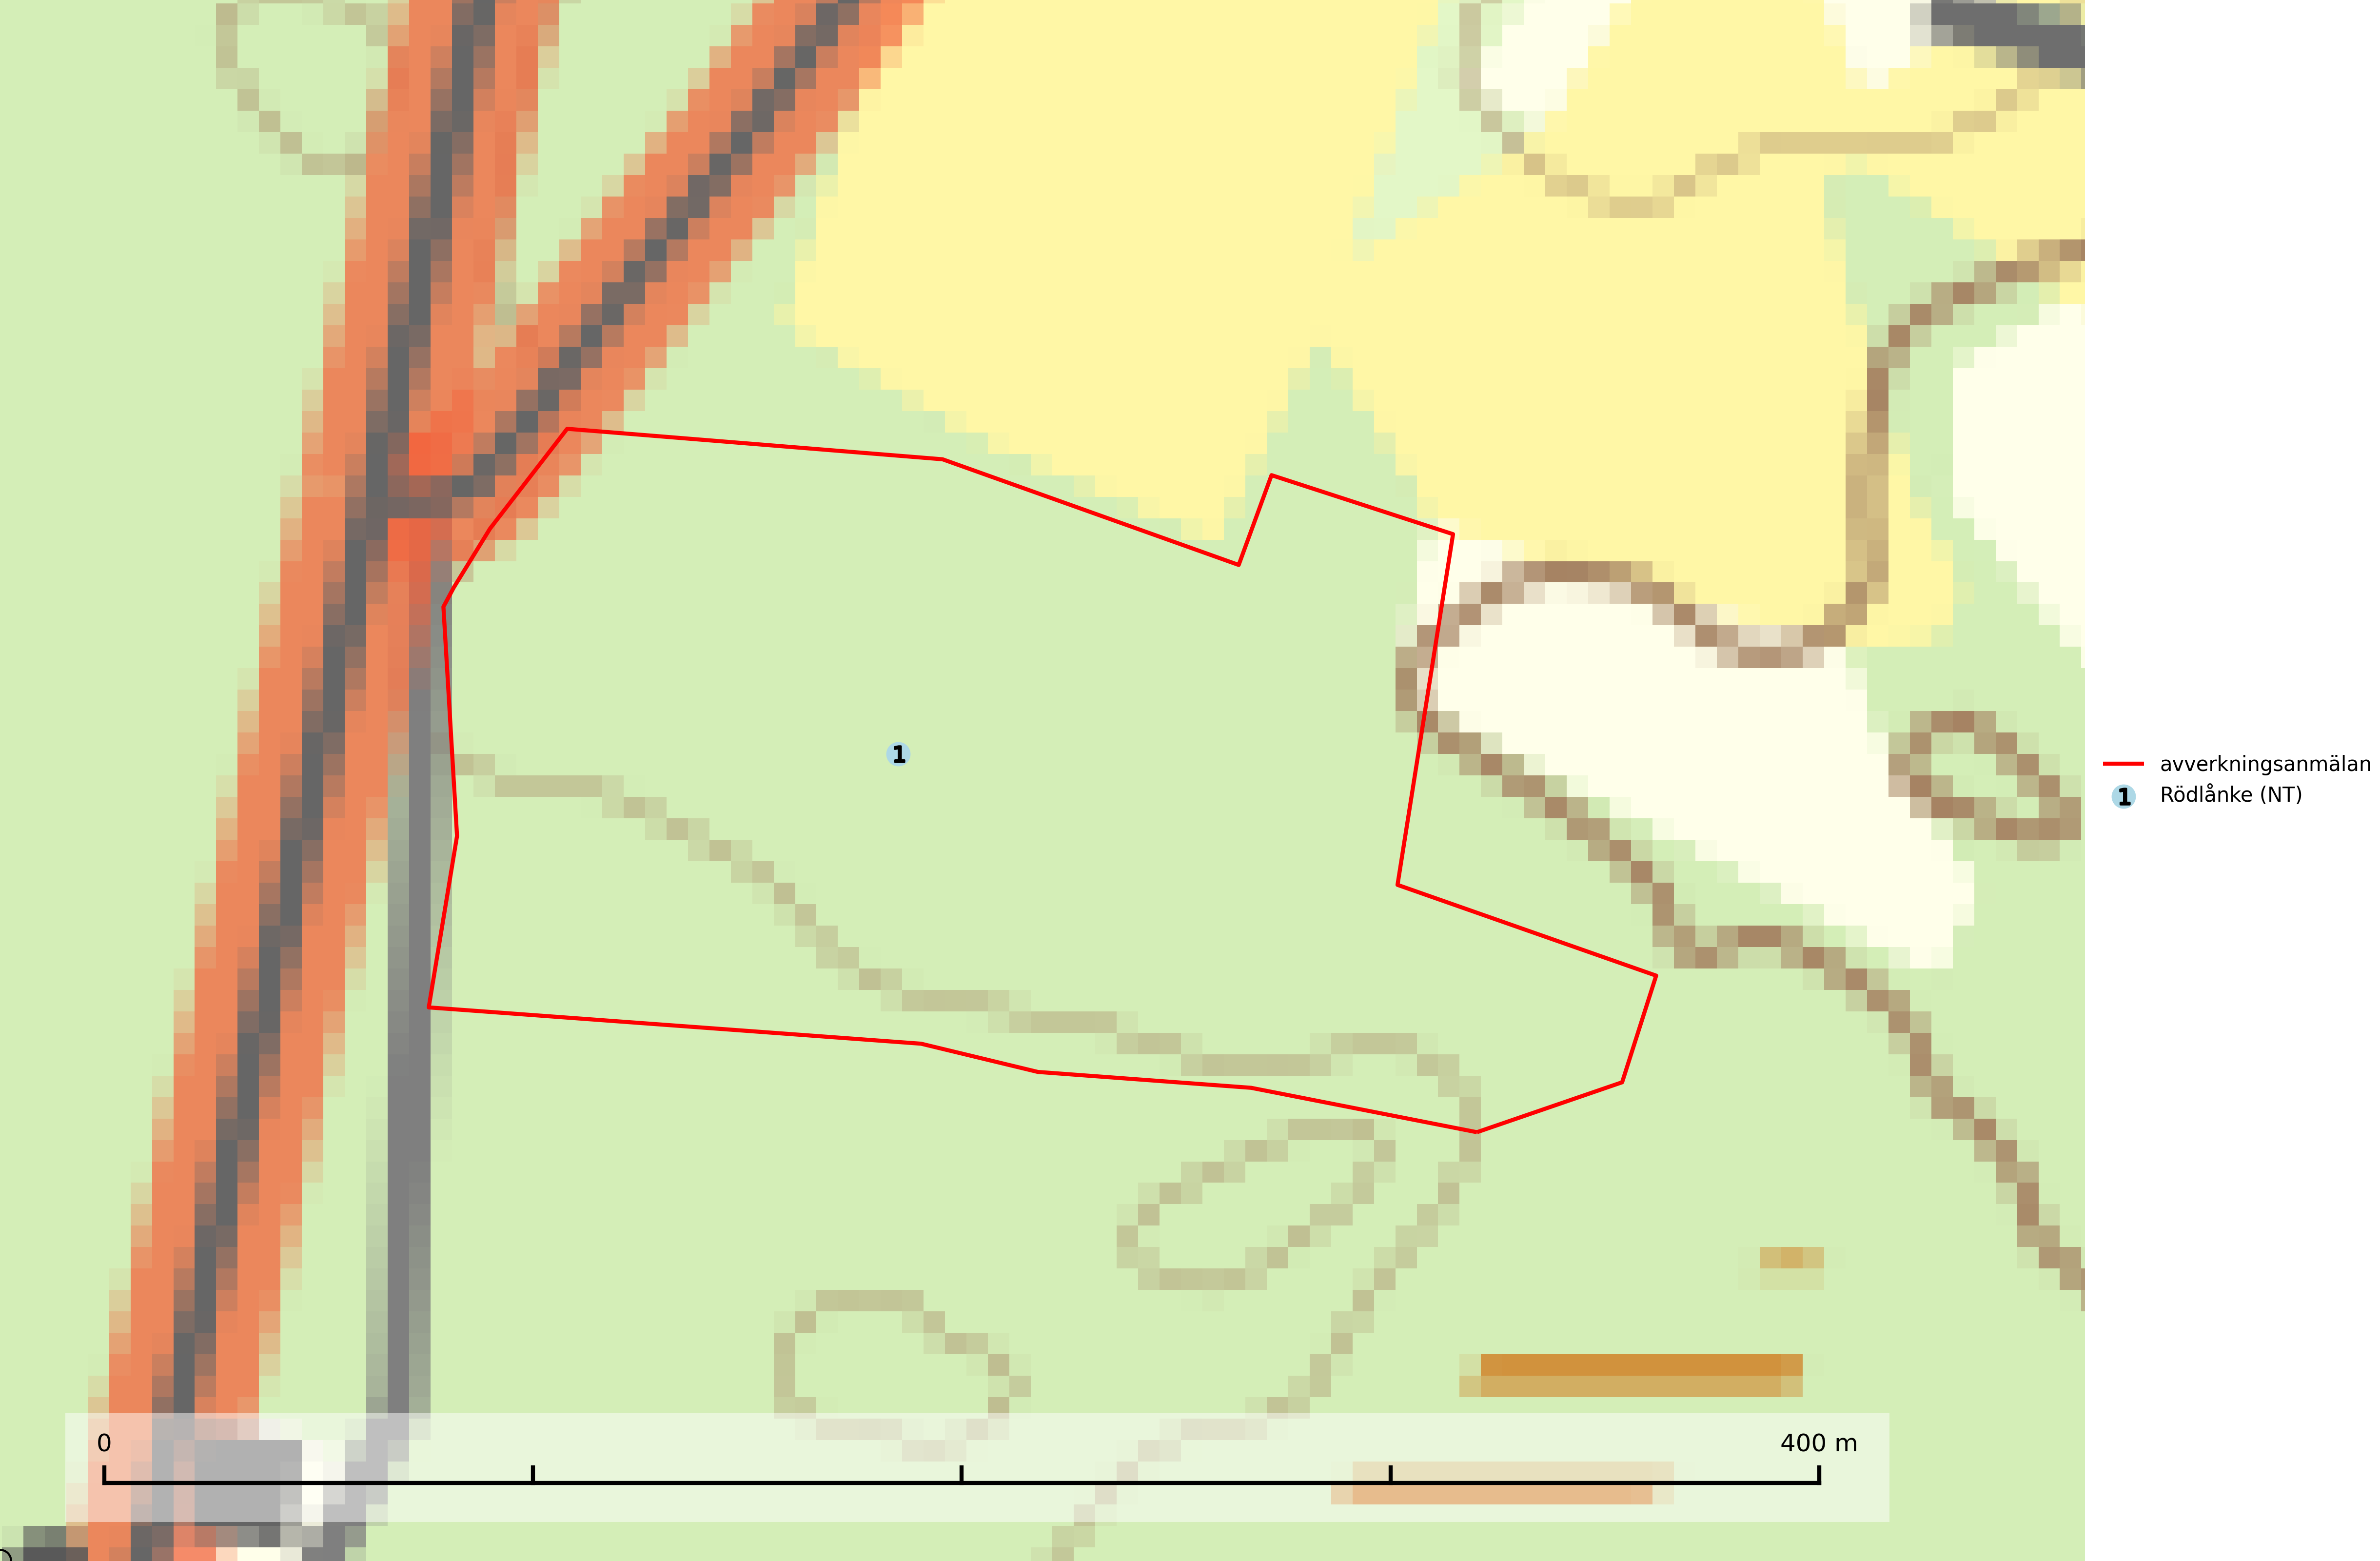 1
avverkningsanmälan
1 Rödlånke (NT)
0 400 m